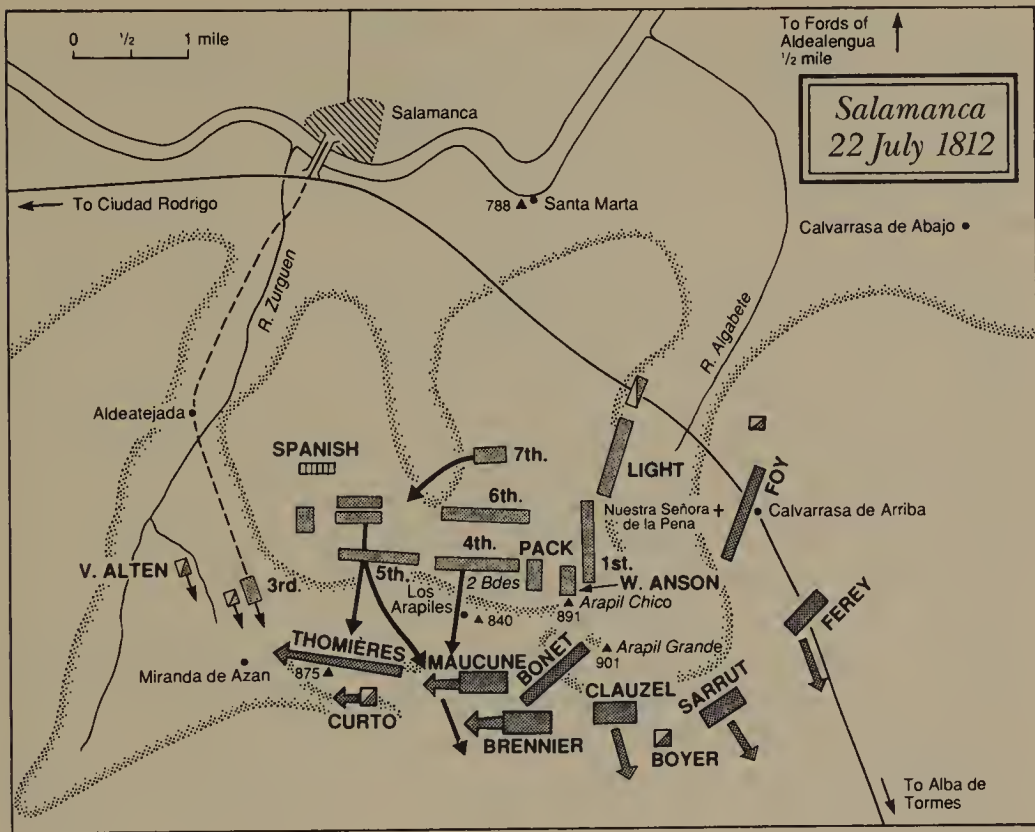 0 ½ 1 mile
To Fords of
Aldealengua
½ mile
Salamanca
22 July 1812
Salamanca
To Ciudad Rodrigo
788 Santa Marta
Calvarrasa de Abajo
R. Zurguen
R. Algabete
Aldeatejada
SPANISH
7th.
LIGHT
FOY
6th.
Nuestra Señora
de la Pena
Calvarrasa de Arriba
V. ALTEN
3rd.
5th.
4th.
2 Bdes
PACK
1st.
W. ANSON
Los
Arapiles
840
891
Arapil Chico
FEREY
THOMIÈRES
Miranda de Azan
875
MAUCUNE
BONET
Arapil Grande
901
CURTO
CLAUZEL
SARRUT
BRENNIER
BOYER
To Alba de
Tormes